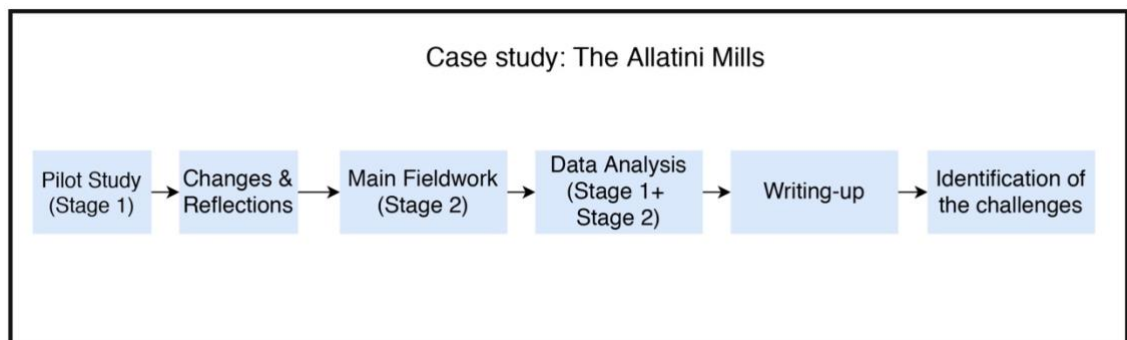 Case study: The Allatini Mills
Pilot Study
(Stage 1)
Changes &
Reflections
Main Fieldwork
(Stage 2)
Data Analysis
(Stage 1+
Stage 2)
Writing-up
Identification of
the challenges